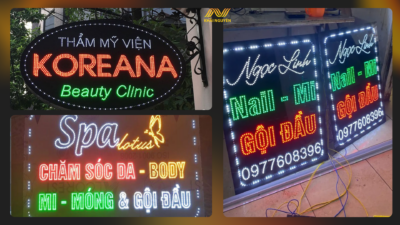 THẨM MỸ VIỆN
KOREANA
Beauty Clinic
Spa
lotus
CHĂM SÓC DA - BODY
MI - MÓNG & GỘI ĐẦU
Ngọc Linh
Nail - Mi
GỘI ĐẦU
0977608396
Ngọc Linh
Nail - Mi
GỘI ĐẦU
0977608396